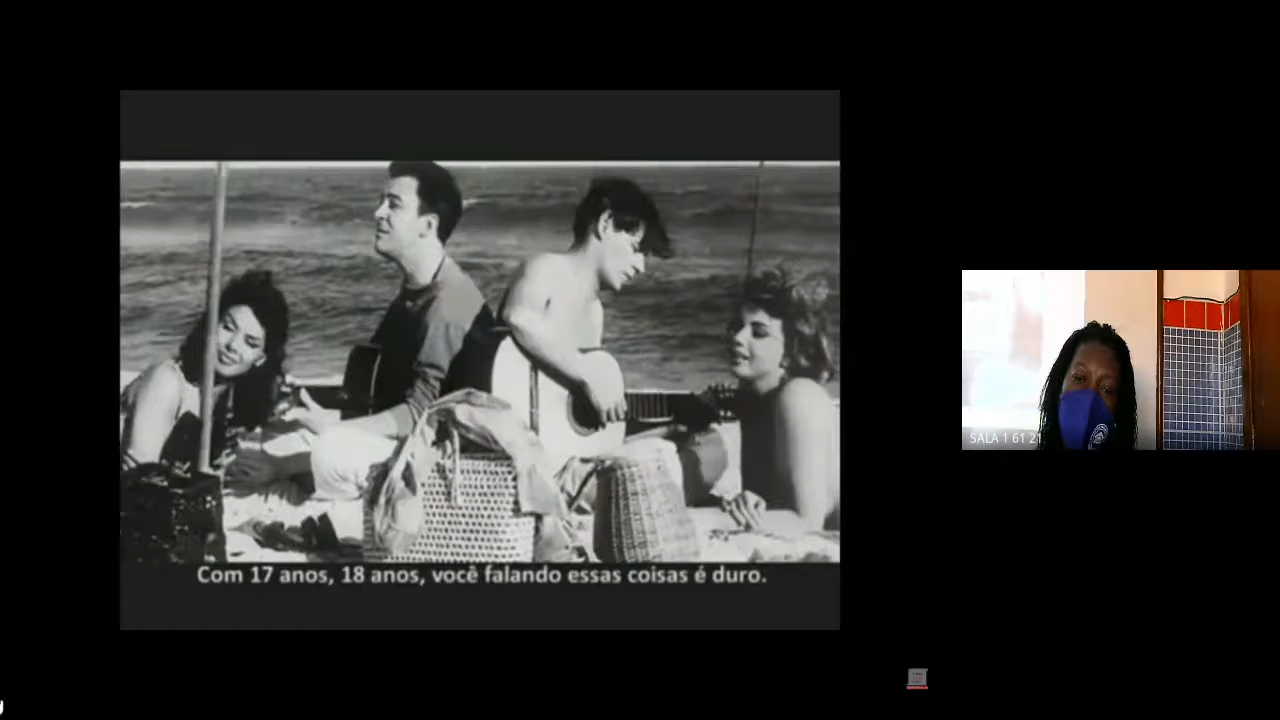 Com 17 anos, 18 anos, você falando essas coisas é duro.
SALA 1 61 21